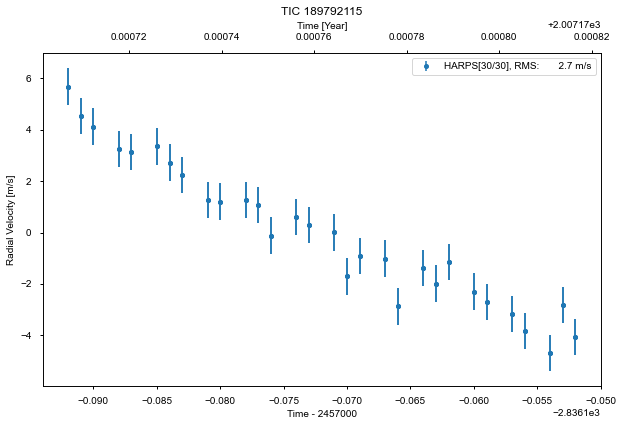 TIC 189792115
Time [Year]
+2.00717e3
0.00072 0.00074 0.00076 0.00078 0.00080 0.00082
HARPS[30/30], RMS: 2.7 m/s
6
4
2
0
−2
−4
Radial Velocity [m/s]
−0.090 −0.085 −0.080 −0.075 −0.070 −0.065 −0.060 −0.055 −0.050
Time - 2457000
−2.8361e3